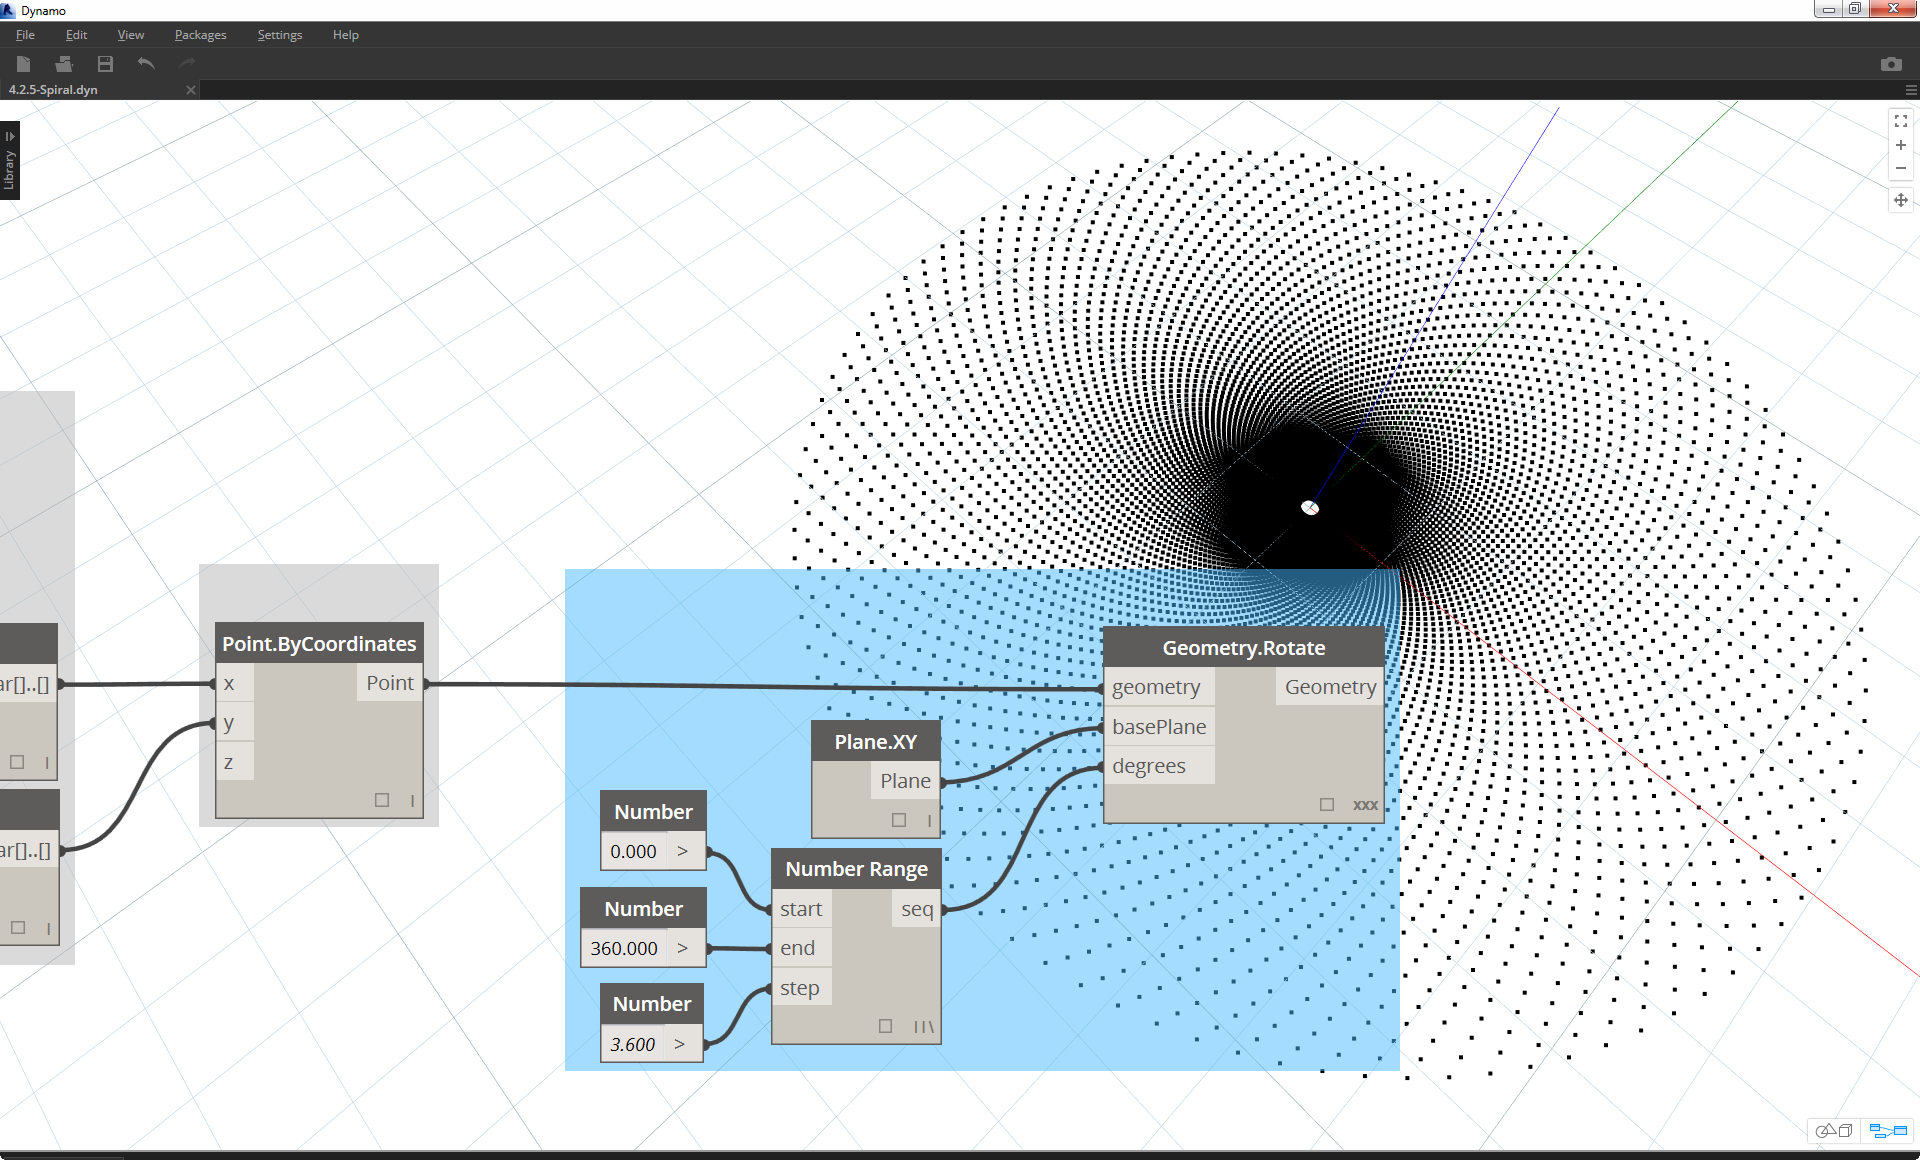 Dynamo
File Edit View Packages Settings Help
4.2.5-Spiral.dyn
Library
ar[]..[]
ar[]..[]
Point.ByCoordinates
x Point
y
z
Geometry.Rotate
geometry Geometry
basePlane
degrees
xxx
Plane.XY
Plane
Number
0.000 >
Number
360.000 >
Number
3.600 >
Number Range
start seq
end
step